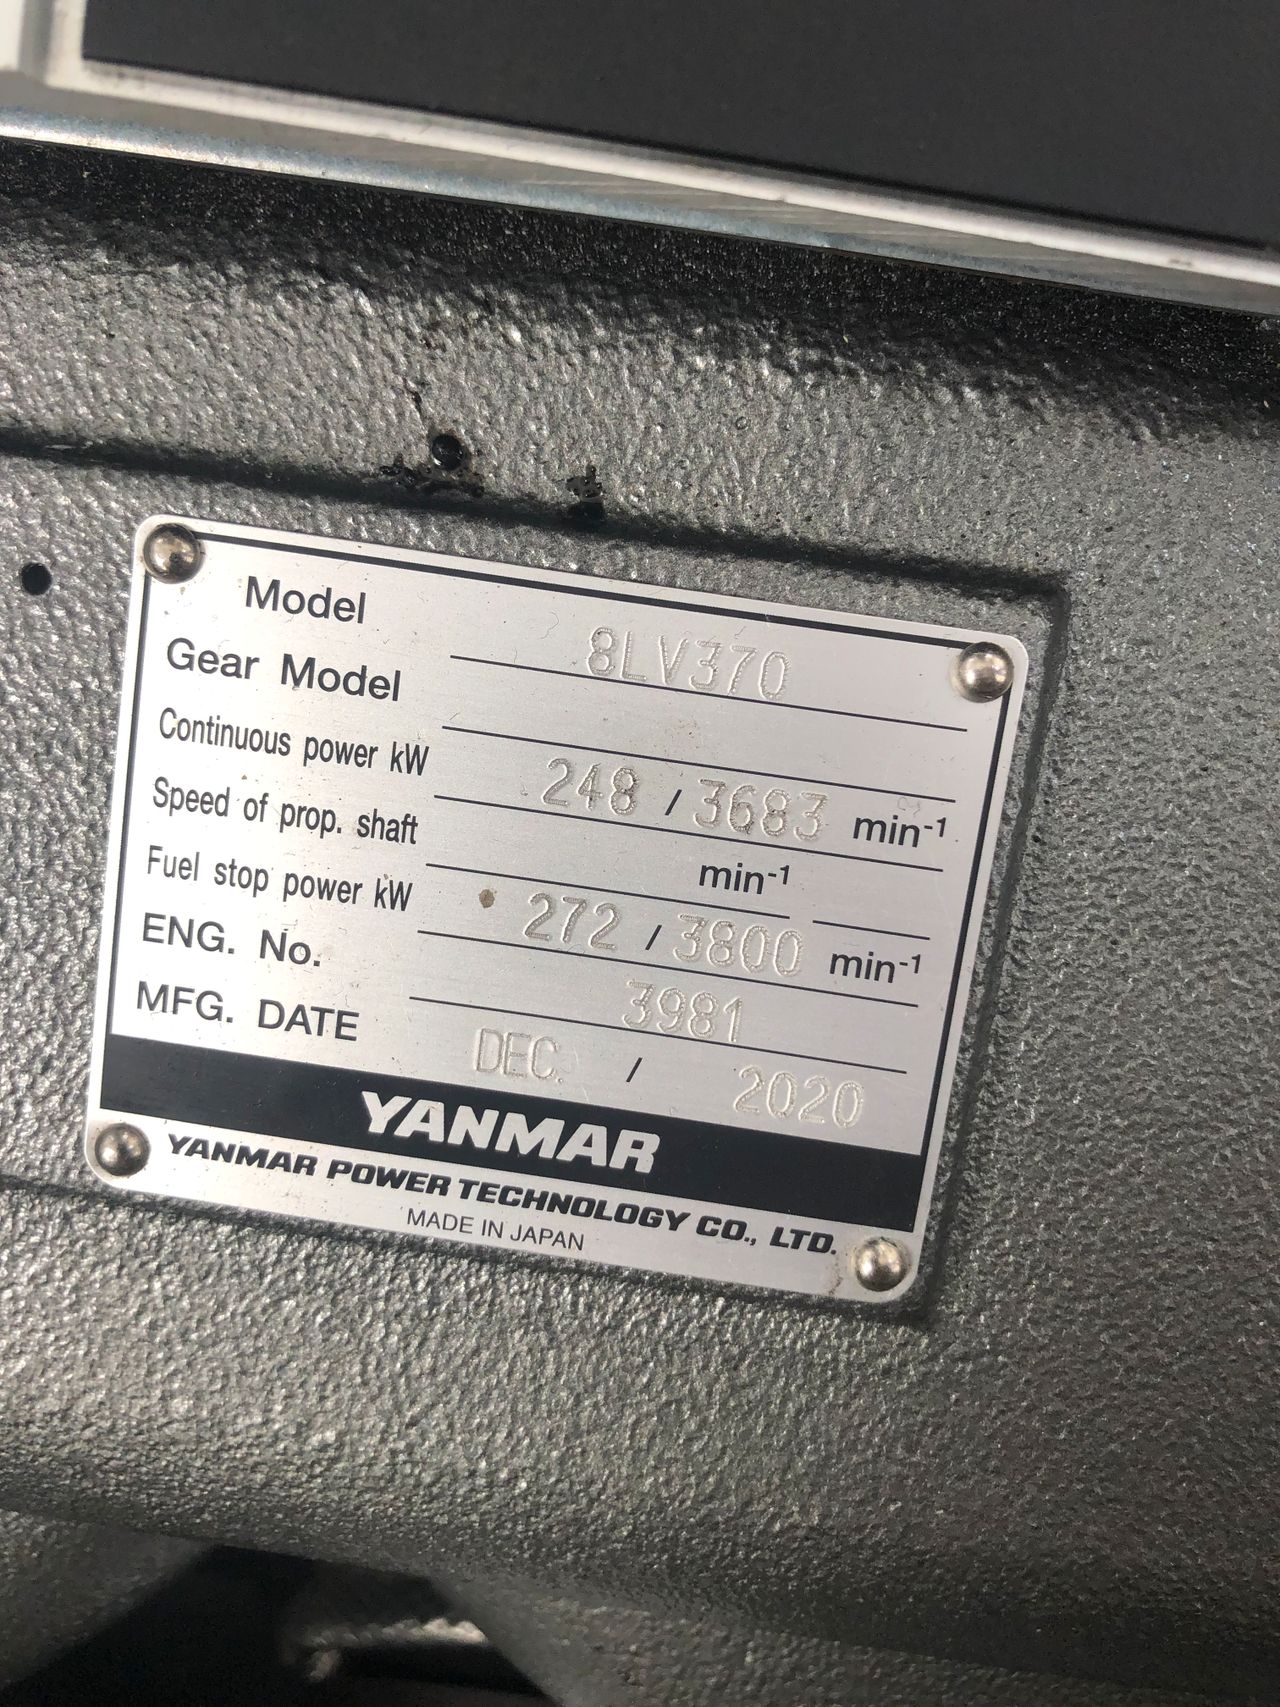 Model 8LV370
Gear Model
Continuous power kW 248 / 3683 min-1
Speed of prop. shaft min-1
Fuel stop power kW 272 / 3800 min-1
ENG. No. 3981
MFG. DATE DEC. / 2020
YANMAR
YANMAR POWER TECHNOLOGY CO., LTD.
MADE IN JAPAN